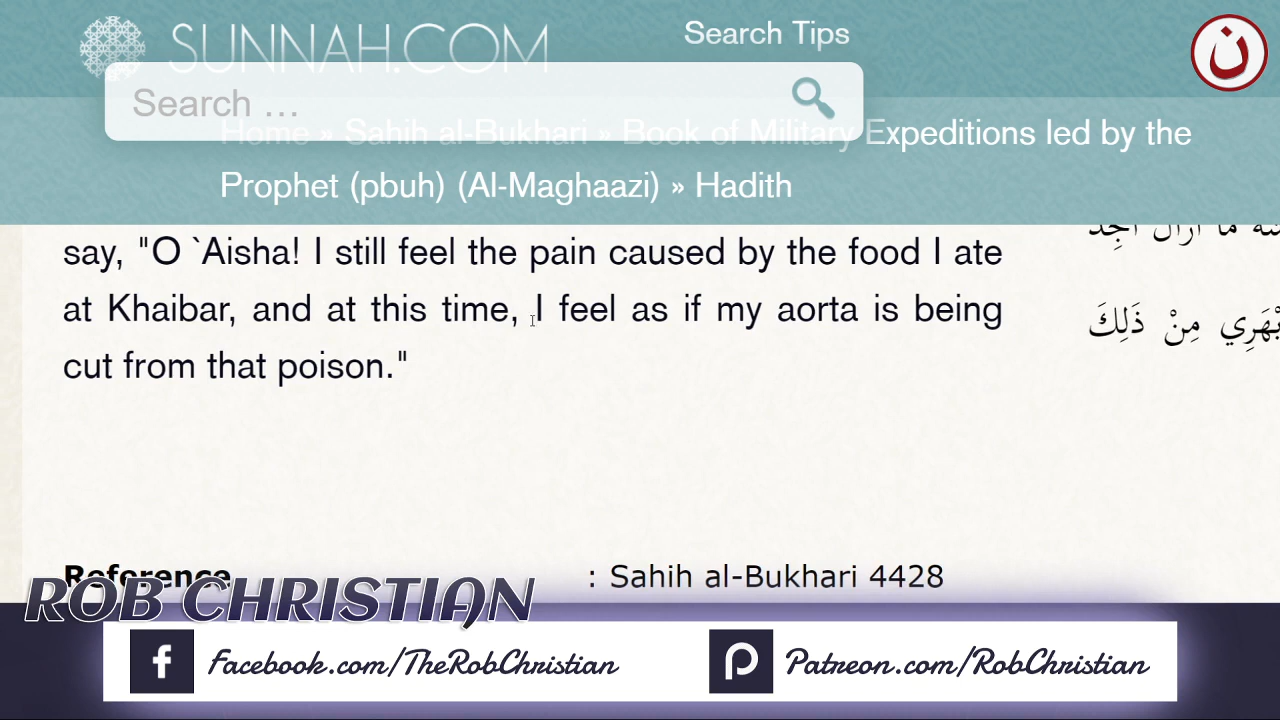 SUNNAH.COM
Search Tips
ن
Search ...
Home » Sahih al-Bukhari » Book of Military Expeditions led by the
Prophet (pbuh) (Al-Maghaazi) » Hadith
say, "O `Aisha! I still feel the pain caused by the food I ate
at Khaibar, and at this time, I feel as if my aorta is being
cut from that poison."
مَا أَزَالُ أَجِدُ
مِنْ ذَلِكَ
Reference : Sahih al-Bukhari 4428
ROB CHRISTIAN
Facebook.com/TheRobChristian
Patreon.com/RobChristian